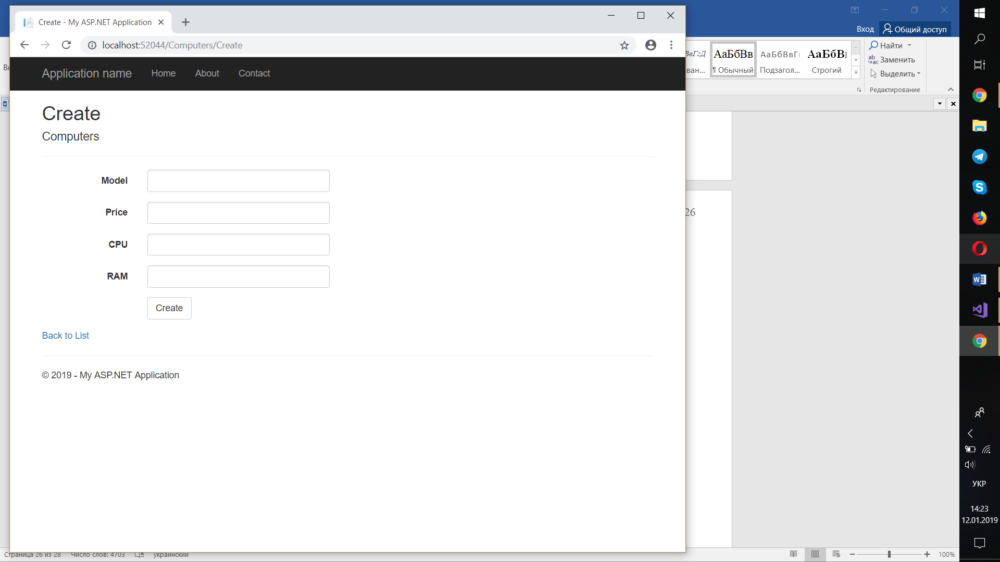 Create - My ASP.NET Application
localhost:52044/Computers/Create
Application name
Home
About
Contact
Create
Computers
Model
Price
CPU
RAM
Create
Back to List
© 2019 - My ASP.NET Application
Вход
Общий доступ
АаБбВв
АаБбВвГг
АаБбВ
¶ Обычный
Подзагол...
Строгий
Найти
Заменить
Выделить
Редактирование
26
Страница 26 из 28
Число слов: 4703
украинский
100%
УКР
14:23
12.01.2019